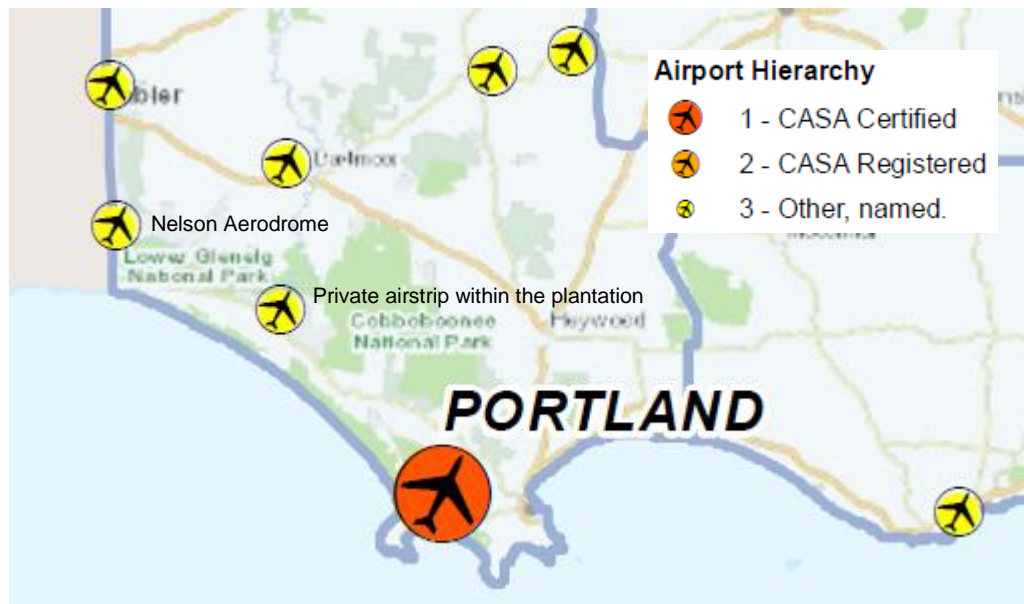 Airport Hierarchy
1 - CASA Certified
2 - CASA Registered
3 - Other, named.
Nelson Aerodrome
Lower Glenelg
National Park
Private airstrip within the plantation
Cobboboonee
National Park
Heywood
PORTLAND